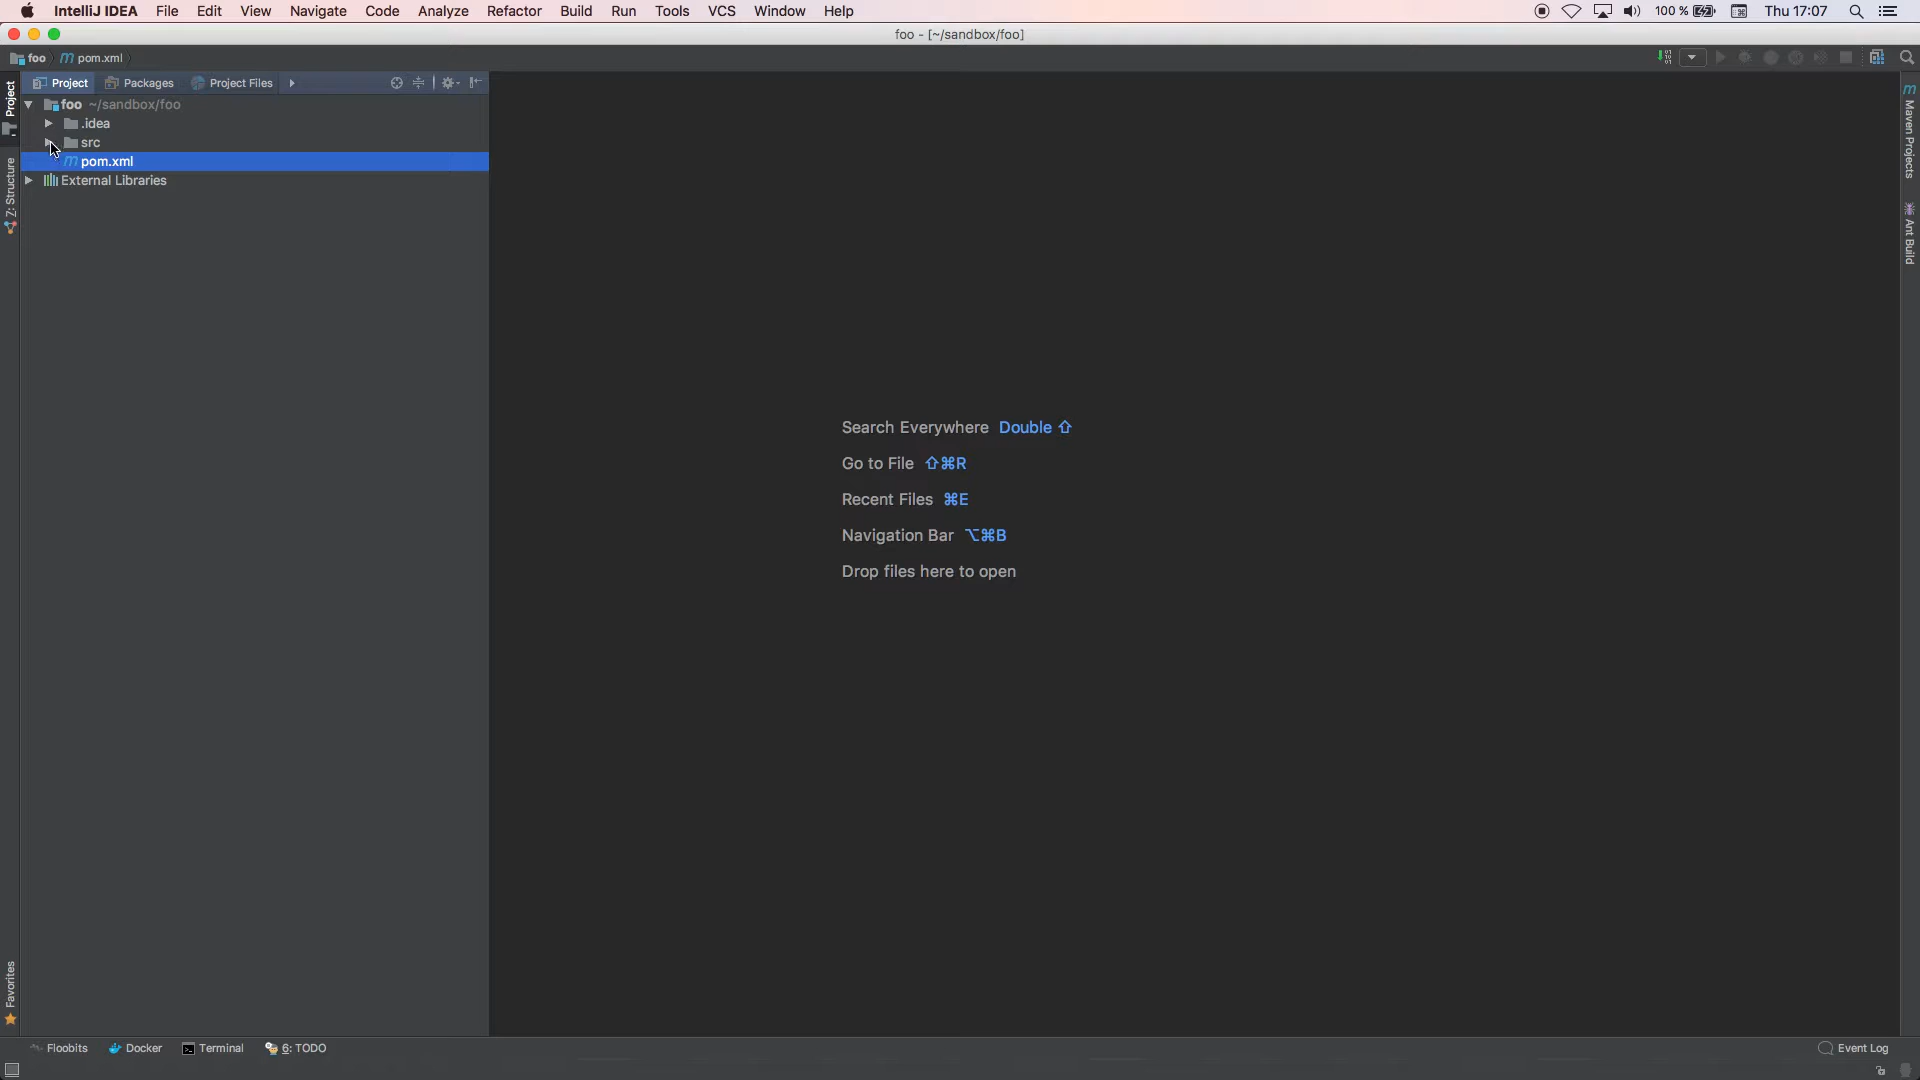 IntelliJ IDEA File Edit View Navigate Code Analyze Refactor Build Run Tools VCS Window Help 100 % Thu 17:07
foo - [~/sandbox/foo]
foo pom.xml
Project Packages Project Files
foo ~/sandbox/foo
.idea
src
pom.xml
External Libraries
Project
Z: Structure
Favorites
Maven Projects
Ant Build
Search Everywhere Double ⇧
Go to File ⇧⌘R
Recent Files ⌘E
Navigation Bar ⌥⌘B
Drop files here to open
Floobits Docker Terminal 6: TODO Event Log